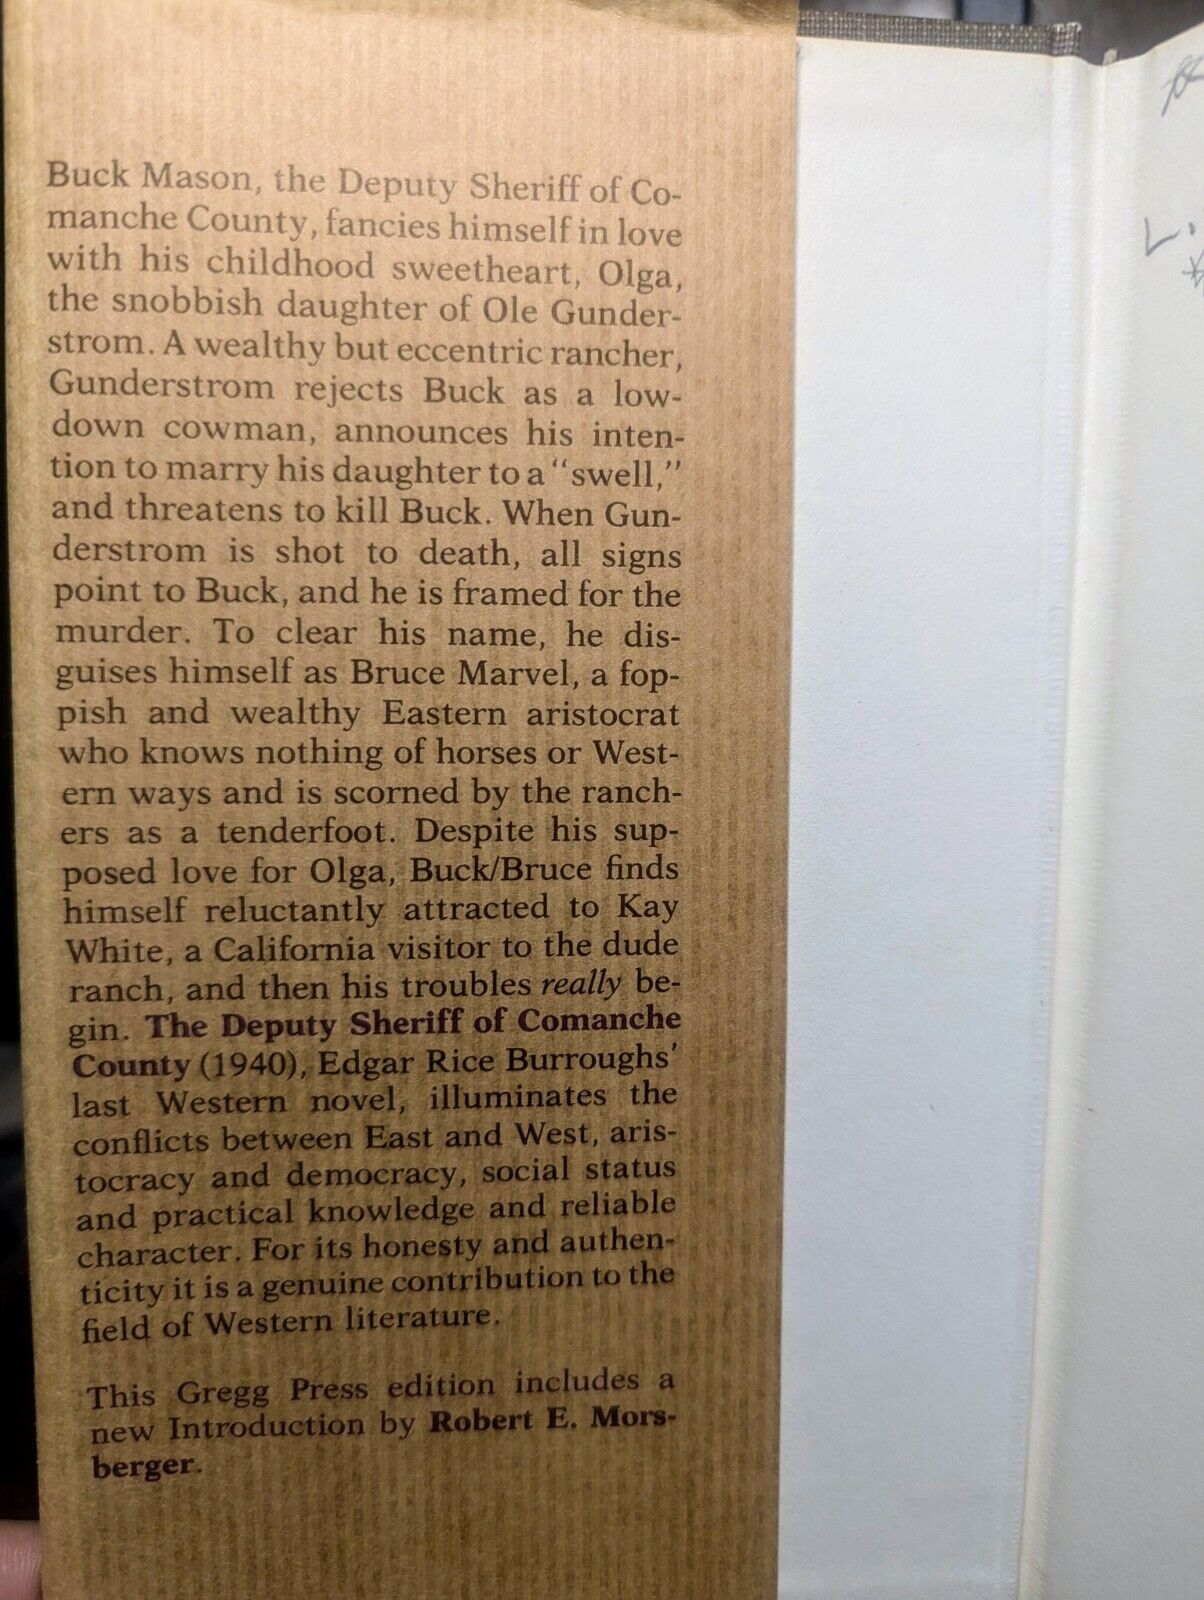 Buck Mason, the Deputy Sheriff of Co-
manche County, fancies himself in love
with his childhood sweetheart, Olga,
the snobbish daughter of Ole Gunder-
strom. A wealthy but eccentric rancher,
Gunderstrom rejects Buck as a low-
down cowman, announces his inten-
tion to marry his daughter to a "swell,"
and threatens to kill Buck. When Gun-
derstrom is shot to death, all signs
point to Buck, and he is framed for the
murder. To clear his name, he dis-
guises himself as Bruce Marvel, a fop-
pish and wealthy Eastern aristocrat
who knows nothing of horses or West-
ern ways and is scorned by the ranch-
ers as a tenderfoot. Despite his sup-
posed love for Olga, Buck/Bruce finds
himself reluctantly attracted to Kay
White, a California visitor to the dude
ranch, and then his troubles really be-
gin. The Deputy Sheriff of Comanche
County (1940), Edgar Rice Burroughs'
last Western novel, illuminates the
conflicts between East and West, aris-
tocracy and democracy, social status
and practical knowledge and reliable
character. For its honesty and authen-
ticity it is a genuine contribution to the
field of Western literature.
This Gregg Press edition includes a
new Introduction by Robert E. Mors-
berger.